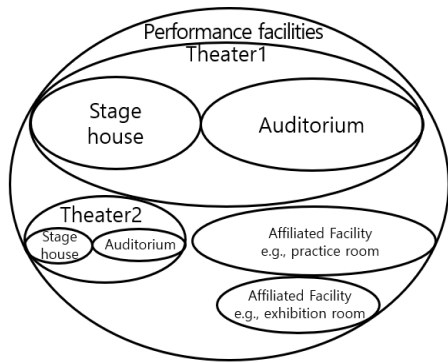 Performance facilities
Theater1
Stage
house
Auditorium
Theater2
Stage
house
Auditorium
Affiliated Facility
e.g., practice room
Affiliated Facility
e.g., exhibition room